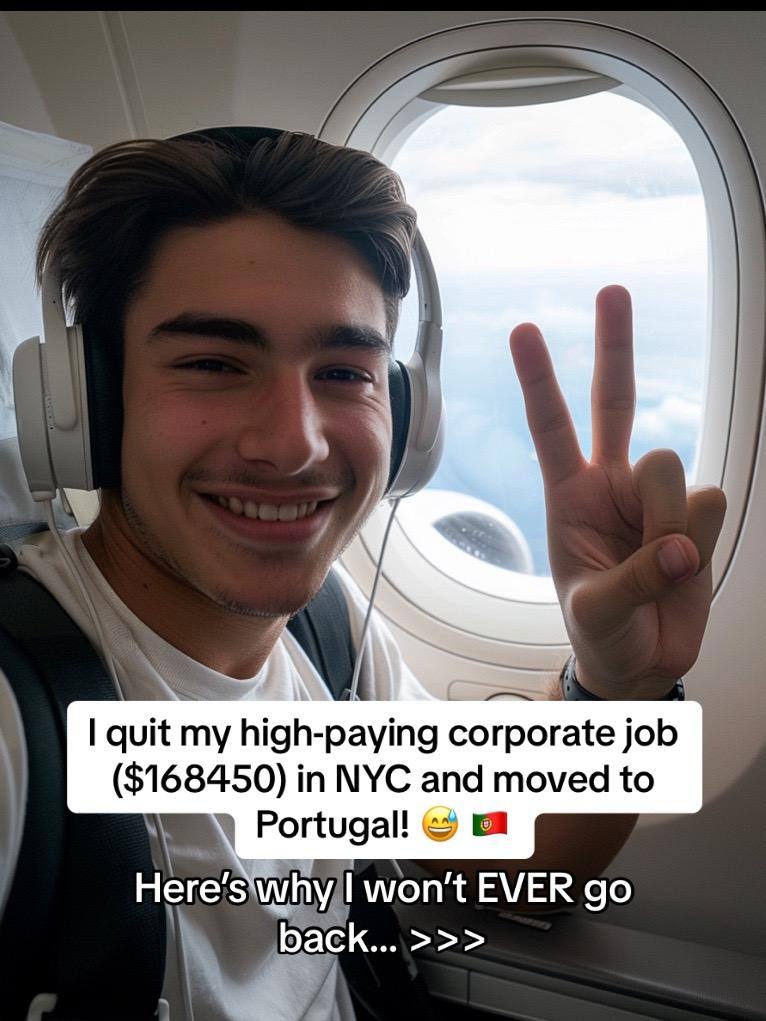 I quit my high-paying corporate job
($168450) in NYC and moved to
Portugal! 😅 🇵🇹
Here's why I won't EVER go
back... >>>